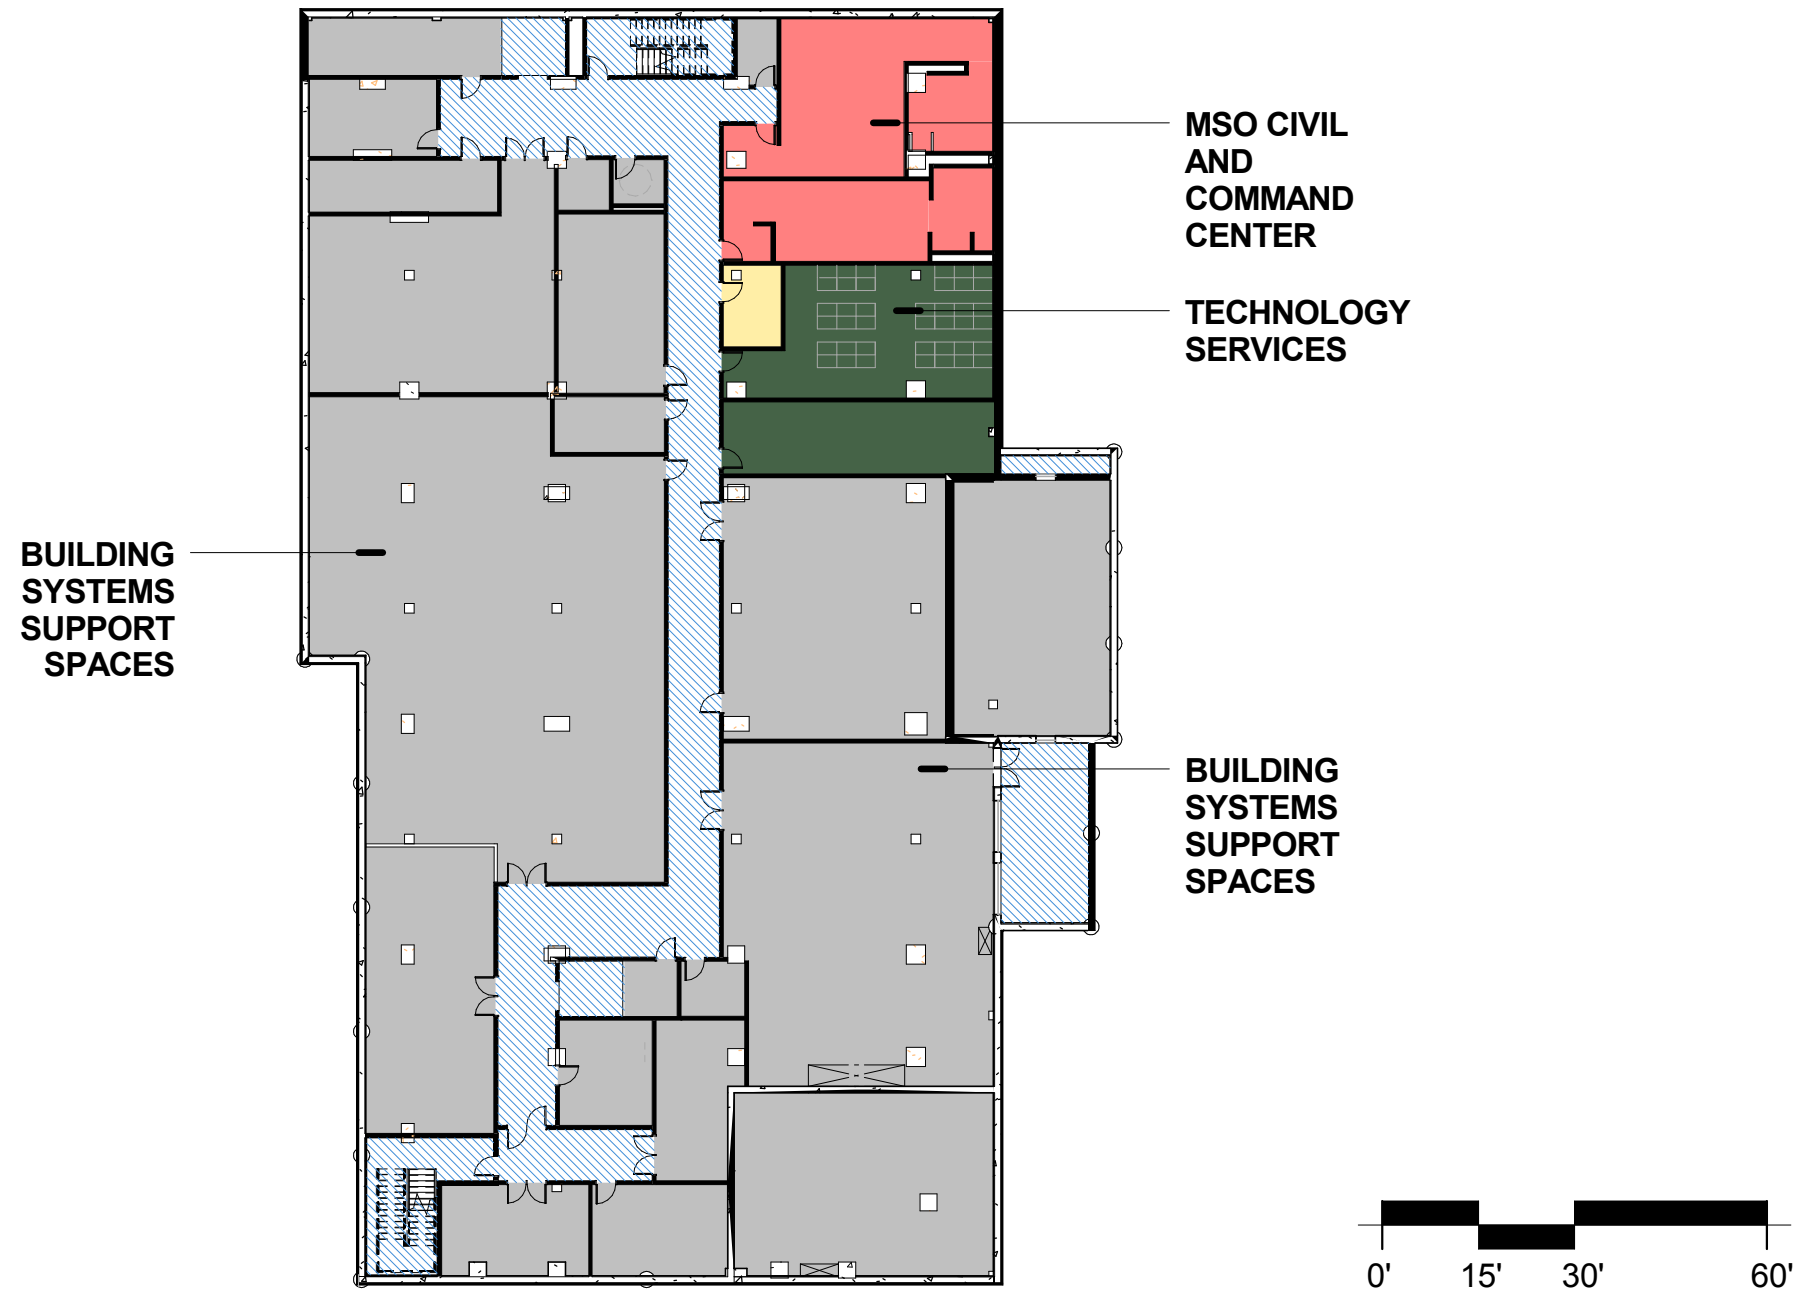 MSO CIVIL
AND
COMMAND
CENTER
TECHNOLOGY
SERVICES
BUILDING
SYSTEMS
SUPPORT
SPACES
BUILDING
SYSTEMS
SUPPORT
SPACES
0' 15' 30' 60'